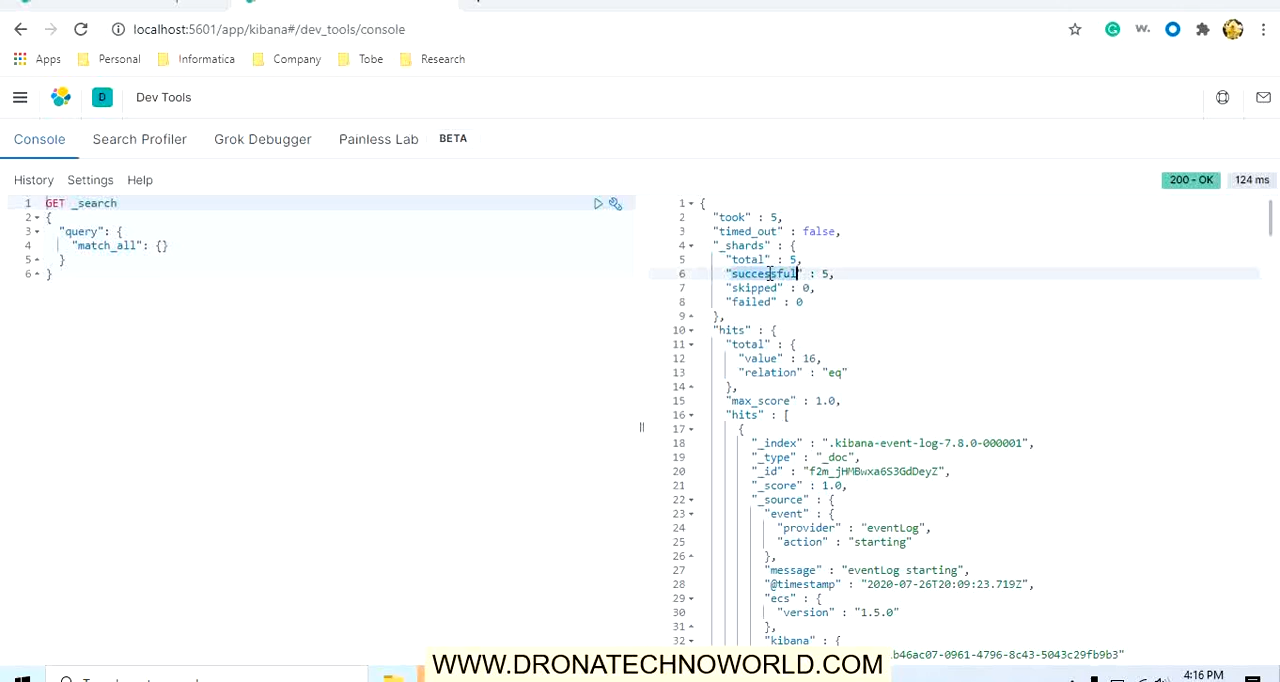 localhost:5601/app/kibana#/dev_tools/console
W.
Apps Personal Informatica Company Tobe Research
D Dev Tools
Console Search Profiler Grok Debugger Painless Lab BETA
History Settings Help
200 - OK 124 ms
1 GET _search
2 {
3 "query": {
4 "match_all": {}
5 }
6 }
1 {
2 "took" : 5,
3 "timed_out" : false,
4 "_shards" : {
5 "total" : 5,
6 "successful" : 5,
7 "skipped" : 0,
8 "failed" : 0
9 },
10 "hits" : {
11 "total" : {
12 "value" : 16,
13 "relation" : "eq"
14 },
15 "max_score" : 1.0,
16 "hits" : [
17 {
18 "_index" : ".kibana-event-log-7.8.0-000001",
19 "_type" : "_doc",
20 "_id" : "f2m_jHMBwxa6S3GdDeyZ",
21 "_score" : 1.0,
22 "_source" : {
23 "event" : {
24 "provider" : "eventLog",
25 "action" : "starting"
26 },
27 "message" : "eventLog starting",
28 "@timestamp" : "2020-07-26T20:09:23.719Z",
29 "ecs" : {
30 "version" : "1.5.0"
31 },
32 "kibana" : {
b46ac07-0961-4796-8c43-5043c29fb9b3"
WWW.DRONATECHNOWORLD.COM
4:16 PM